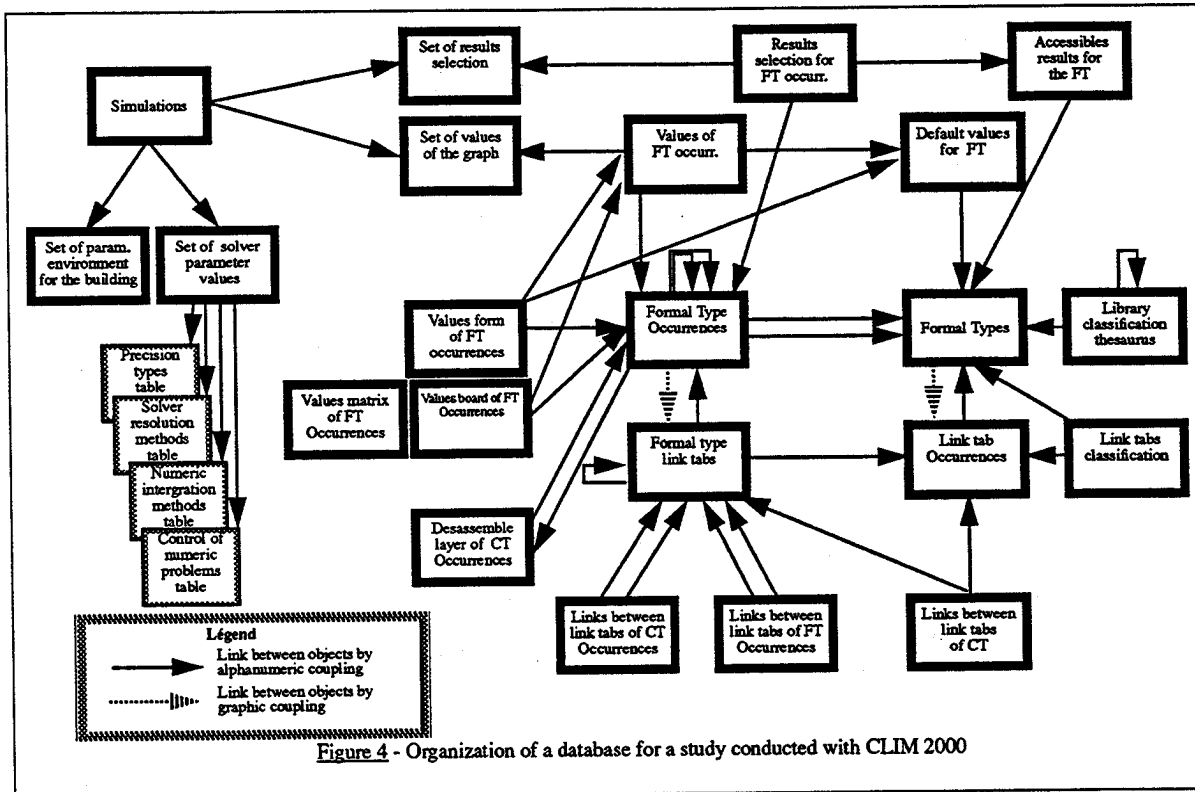 Set of results
selection
Results
selection for
FT occurr.
Accessibles
results for
the FT
Simulations
Set of values
of the graph
Values of
FT occurr.
Default values
for FT
Set of param.
environment
for the building
Set of solver
parameter
values
Values form
of FT
occurrences
Formal Type
Occurrences
Formal Types
Library
classification
thesaurus
Precision
types
table
Solver
resolution
methods
table
Numeric
intergration
methods
table
Control of
numeric
problems
table
Values matrix
of FT
Occurrences
Values board of FT
Occurrences
Formal type
link tabs
Link tab
Occurrences
Link tabs
classification
Desassemble
layer of CT
Occurrences
Links between
link tabs of CT
Occurrences
Links between
link tabs of FT
Occurrences
Links between
link tabs
of CT
Légend
Link between objects by
alphanumeric coupling
Link between objects by
graphic coupling
Figure 4 - Organization of a database for a study conducted with CLIM 2000